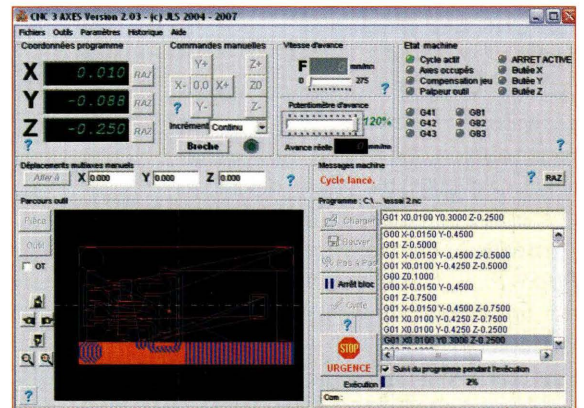 CNC 3 AXES Version 2.03 - (c) JLS 2004 - 2007
Fichiers Outils Paramètres Historique Aide
Coordonnées programme
X 0.010 RAZ
Y -0.088 RAZ
Z -0.250 RAZ
?
Commandes manuelles
Y+ Z+
X- 0,0 X+ Z0
? Y- Z-
Incrément Continu
Broche
Vitesse d'avance
F mm/mn
0 275
?
Potentiomètre d'avance
120%
Avance réelle mm/mn
Etat machine
Cycle actif ARRET ACTIVE
Axes occupés Butée X
Compensation jeu Butée Y
Palpeur outil Butée Z
G41 G81
G42 G82
G43 G83
?
Déplacements multiaxes manuels
Aller à X 0.000 Y 0.000 Z 0.000 ?
Messages machine
Cycle lancé. ? RAZ
Parcours outil
Pièce
Outil
OT
?
Programme : C:\... \essai 2.nc
Charger G01 X0.0100 Y0.3000 Z-0.2500
Sauver
Pas à Pas
Arrêt bloc
Cycle
?
STOP
URGENCE
G00 X-0.0150 Y-0.4500
G01 Z-0.5000
G01 X-0.0150 Y-0.4500 Z-0.5000
G01 X0.0100 Y-0.4250 Z-0.5000
G00 Z0.1000
G00 X-0.0150 Y-0.4500
G01 Z-0.7500
G01 X-0.0150 Y-0.4500 Z-0.7500
G01 X0.0100 Y-0.4250 Z-0.7500
G01 X0.0100 Y-0.4250 Z-0.2500
G01 X0.0100 Y0.3000 Z-0.2500
Suivi du programme pendant l'exécution
Exécution 2%
Com :